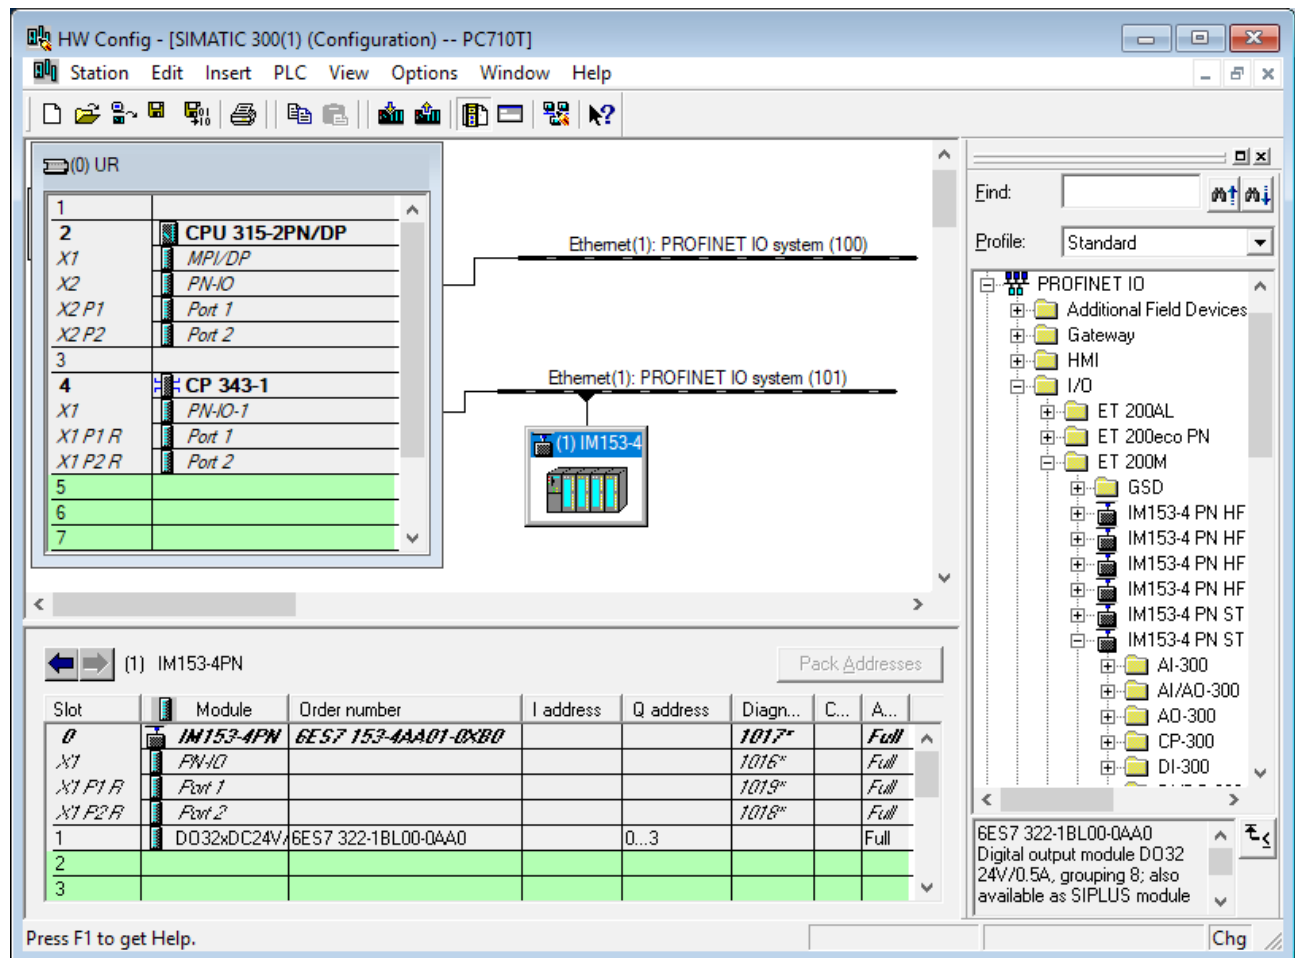 HW Config - [SIMATIC 300(1) (Configuration) -- PC710T]
Station Edit Insert PLC View Options Window Help
(0) UR
1
2 CPU 315-2PN/DP
X1 MPI/DP
X2 PN-IO
X2 P1 Port 1
X2 P2 Port 2
3
4 CP 343-1
X1 PN-IO-1
X1 P1 R Port 1
X1 P2 R Port 2
5
6
7
Ethernet(1): PROFINET IO system (100)
Ethernet(1): PROFINET IO system (101)
(1) IM153-4
Find:
Profile: Standard
PROFINET IO
Additional Field Devices
Gateway
HMI
I/O
ET 200AL
ET 200eco PN
ET 200M
GSD
IM153-4 PN HF
IM153-4 PN HF
IM153-4 PN HF
IM153-4 PN HF
IM153-4 PN ST
IM153-4 PN ST
AI-300
AI/AO-300
AO-300
CP-300
DI-300
(1) IM153-4PN
Pack Addresses
Slot Module Order number I address Q address Diagn... C... A...
0 IM153-4PN 6ES7 153-4AA01-0XB0 1017* Full
X1 PN-IO 1016* Full
X1 P1 R Port 1 1019* Full
X1 P2 R Port 2 1018* Full
1 DO32xDC24V/ 6ES7 322-1BL00-0AA0 0...3 Full
2
3
6ES7 322-1BL00-0AA0
Digital output module DO32
24V/0.5A, grouping 8; also
available as SIPLUS module
Press F1 to get Help.
Chg